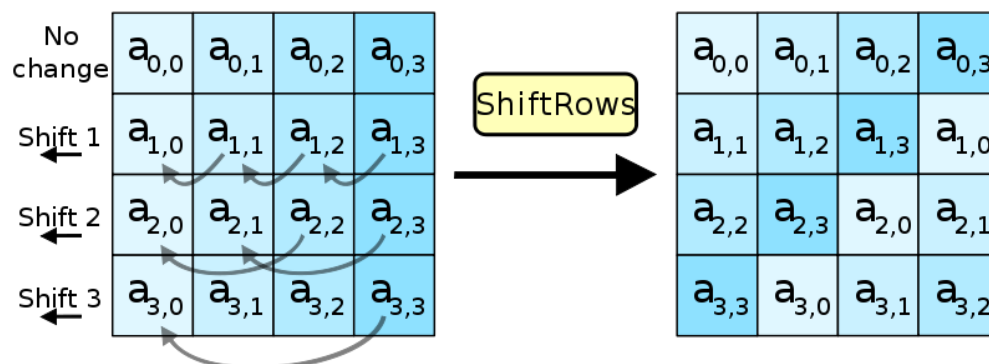 No change a0,0 a0,1 a0,2 a0,3 a0,0 a0,1 a0,2 a0,3
ShiftRows
Shift 1 a1,0 a1,1 a1,2 a1,3 a1,1 a1,2 a1,3 a1,0
Shift 2 a2,0 a2,1 a2,2 a2,3 a2,2 a2,3 a2,0 a2,1
Shift 3 a3,0 a3,1 a3,2 a3,3 a3,3 a3,0 a3,1 a3,2